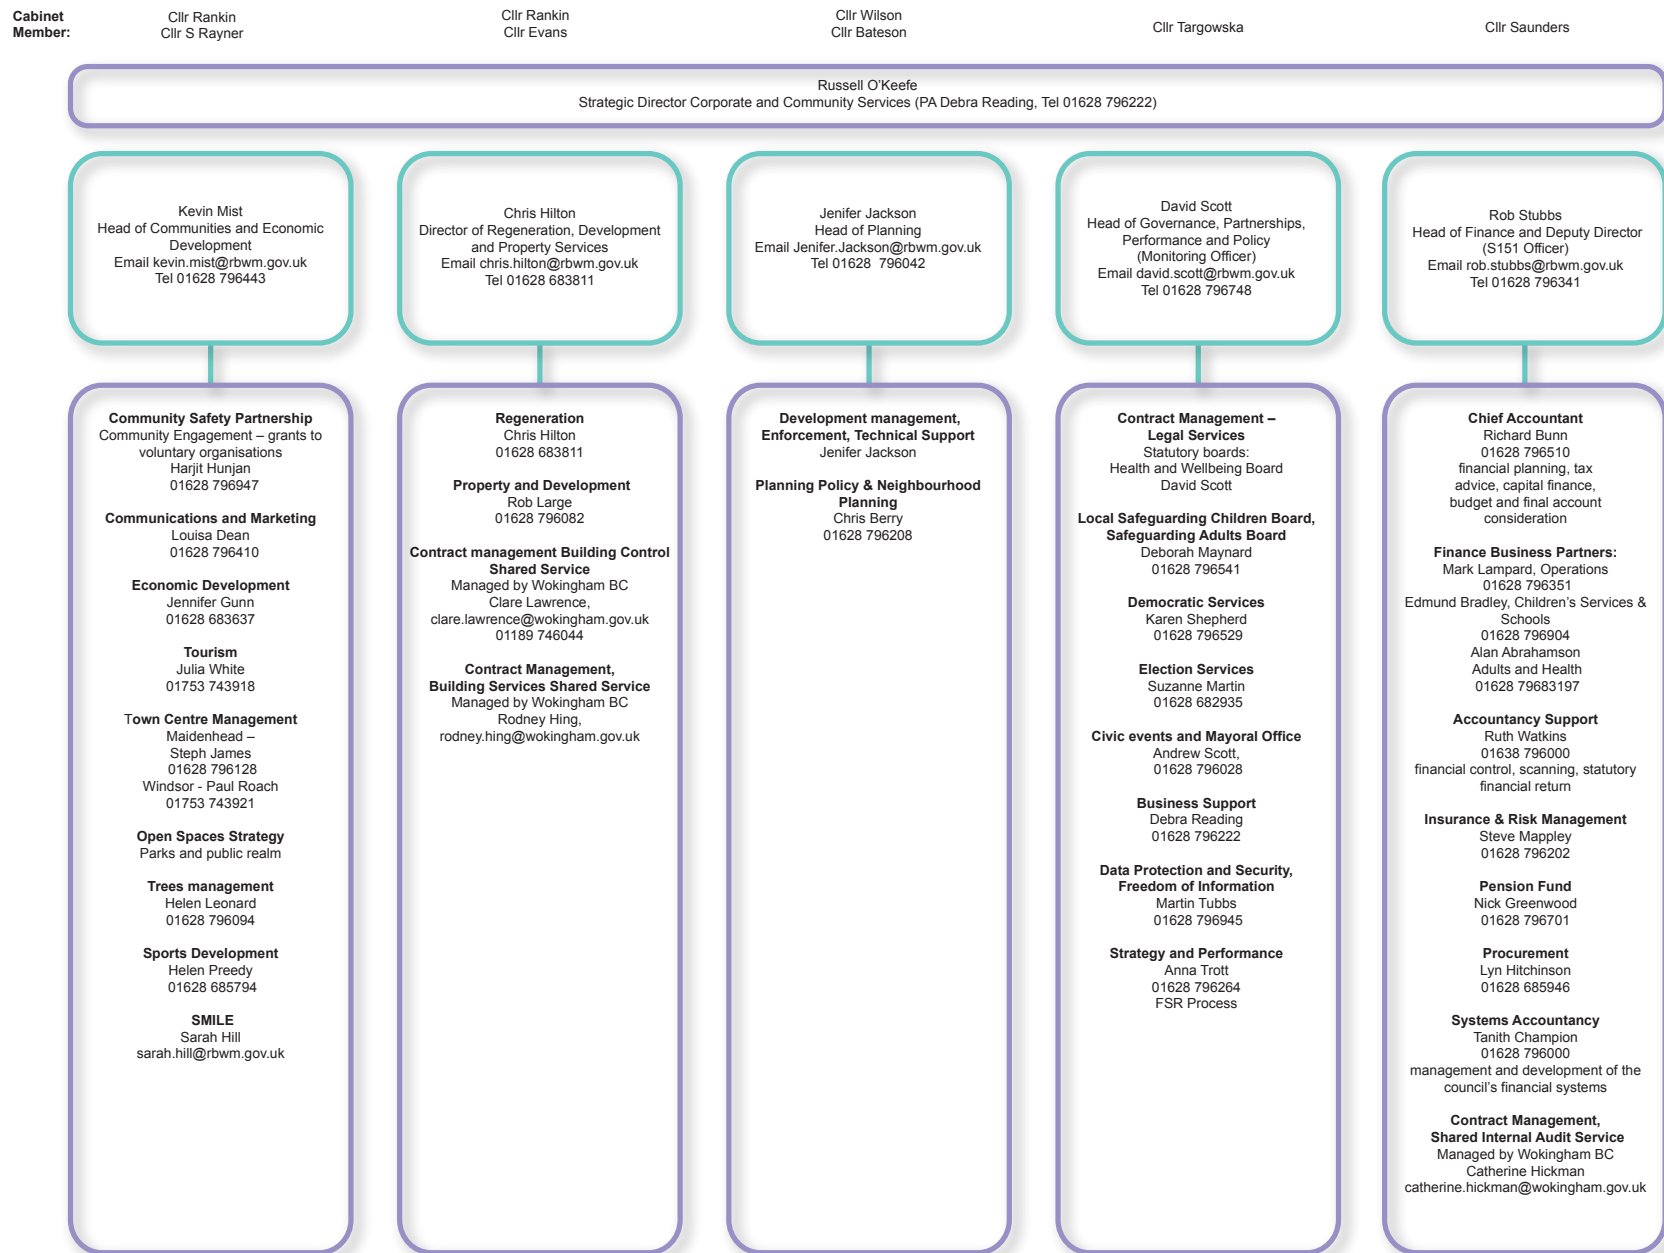 Cabinet
Member:
Cllr Rankin
Cllr S Rayner
Cllr Rankin
Cllr Evans
Cllr Wilson
Cllr Bateson
Cllr Targowska
Cllr Saunders
Russell O'Keefe
Strategic Director Corporate and Community Services (PA Debra Reading, Tel 01628 796222)
Kevin Mist
Head of Communities and Economic
Development
Email kevin.mist@rbwm.gov.uk
Tel 01628 796443
Chris Hilton
Director of Regeneration, Development
and Property Services
Email chris.hilton@rbwm.gov.uk
Tel 01628 683811
Jenifer Jackson
Head of Planning
Email Jenifer.Jackson@rbwm.gov.uk
Tel 01628  796042
David Scott
Head of Governance, Partnerships,
Performance and Policy
(Monitoring Officer)
Email david.scott@rbwm.gov.uk
Tel 01628 796748
Rob Stubbs
Head of Finance and Deputy Director
(S151 Officer)
Email rob.stubbs@rbwm.gov.uk
Tel 01628 796341
Community Safety Partnership
Community Engagement – grants to
voluntary organisations
Harjit Hunjan
01628 796947
Communications and Marketing
Louisa Dean
01628 796410
Economic Development
Jennifer Gunn
01628 683637
Tourism
Julia White
01753 743918
Town Centre Management
Maidenhead –
Steph James
01628 796128
Windsor - Paul Roach
01753 743921
Open Spaces Strategy
Parks and public realm
Trees management
Helen Leonard
01628 796094
Sports Development
Helen Preedy
01628 685794
SMILE
Sarah Hill
sarah.hill@rbwm.gov.uk
Regeneration
Chris Hilton
01628 683811
Property and Development
Rob Large
01628 796082
Contract management Building Control
Shared Service
Managed by Wokingham BC
Clare Lawrence,
clare.lawrence@wokingham.gov.uk
01189 746044
Contract Management,
Building Services Shared Service
Managed by Wokingham BC
Rodney Hing,
rodney.hing@wokingham.gov.uk
Development management,
Enforcement, Technical Support
Jenifer Jackson
Planning Policy & Neighbourhood
Planning
Chris Berry
01628 796208
Contract Management –
Legal Services
Statutory boards:
Health and Wellbeing Board
David Scott
Local Safeguarding Children Board,
Safeguarding Adults Board
Deborah Maynard
01628 796541
Democratic Services
Karen Shepherd
01628 796529
Election Services
Suzanne Martin
01628 682935
Civic events and Mayoral Office
Andrew Scott,
01628 796028
Business Support
Debra Reading
01628 796222
Data Protection and Security,
Freedom of Information
Martin Tubbs
01628 796945
Strategy and Performance
Anna Trott
01628 796264
FSR Process
Chief Accountant
Richard Bunn
01628 796510
financial planning, tax
advice, capital finance,
budget and final account
consideration
Finance Business Partners:
Mark Lampard, Operations
01628 796351
Edmund Bradley, Children's Services &
Schools
01628 796904
Alan Abrahamson
Adults and Health
01628 79683197
Accountancy Support
Ruth Watkins
01638 796000
financial control, scanning, statutory
financial return
Insurance & Risk Management
Steve Mappley
01628 796202
Pension Fund
Nick Greenwood
01628 796701
Procurement
Lyn Hitchinson
01628 685946
Systems Accountancy
Tanith Champion
01628 796000
management and development of the
council's financial systems
Contract Management,
Shared Internal Audit Service
Managed by Wokingham BC
Catherine Hickman
catherine.hickman@wokingham.gov.uk